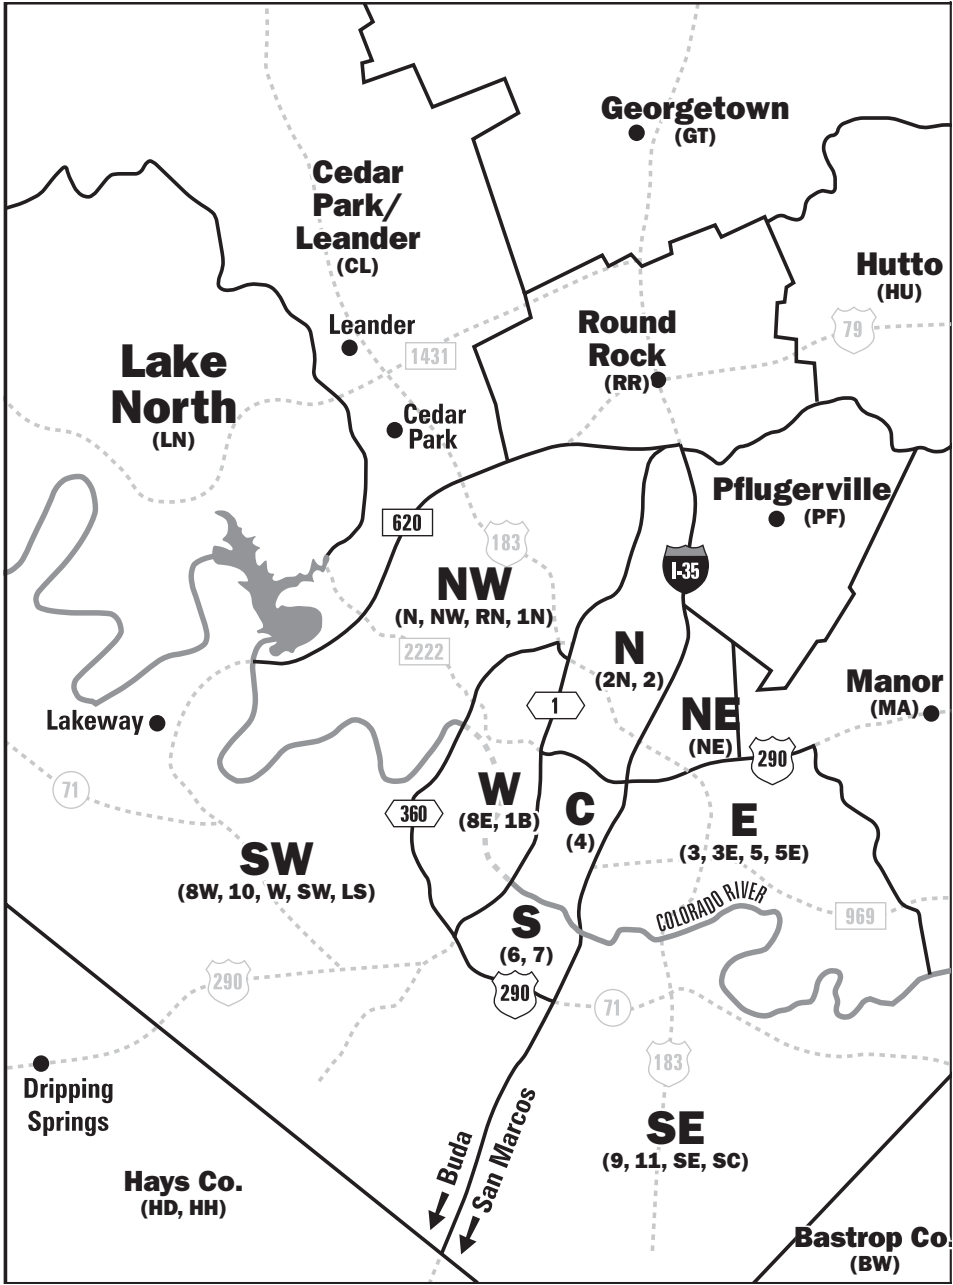 Georgetown
(GT)
Cedar
Park/
Leander
(CL)
Hutto
(HU)
Leander
Round
Rock
(RR)
79
1431
Lake
North
(LN)
Cedar
Park
Pflugerville
(PF)
620
183
I-35
NW
(N, NW, RN, 1N)
2222
N
(2N, 2)
Manor
(MA)
1
NE
(NE)
Lakeway
290
71
W
(8E, 1B)
360
C
(4)
E
(3, 3E, 5, 5E)
SW
(8W, 10, W, SW, LS)
COLORADO RIVER
969
S
(6, 7)
290
290
71
183
Dripping
Springs
Buda
San Marcos
SE
(9, 11, SE, SC)
Hays Co.
(HD, HH)
Bastrop Co.
(BW)